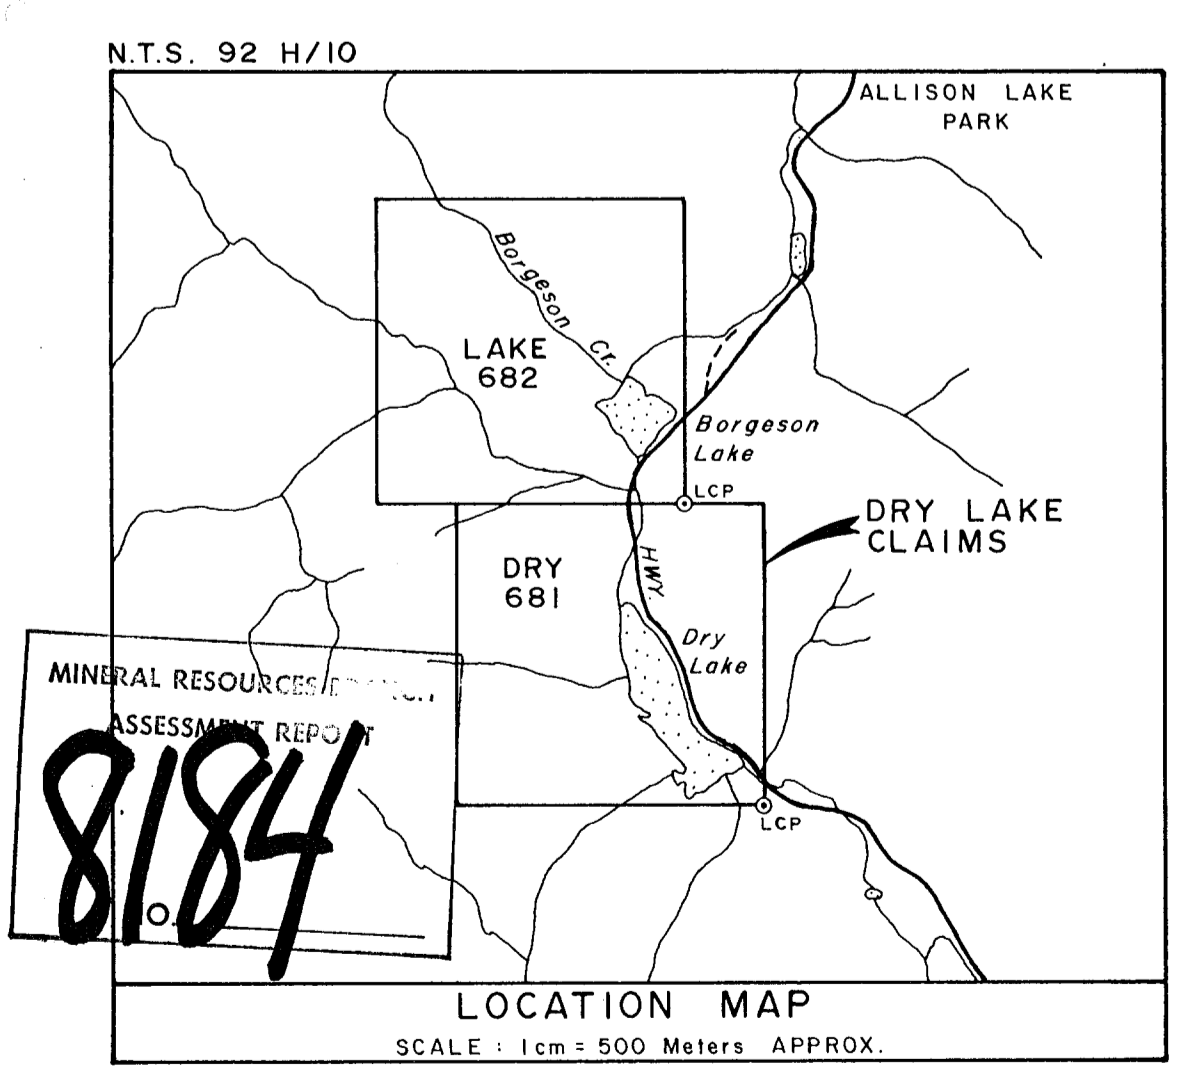 N.T.S. 92 H/10
ALLISON LAKE
PARK
Borgeson Cr.
LAKE
682
Borgeson
Lake
LCP
DRY LAKE
CLAIMS
DRY
681
HWY.
Dry
Lake
MINERAL RESOURCES
ASSESSMENT REPORT
8184
LCP
LOCATION MAP
SCALE : 1cm = 500 Meters APPROX.